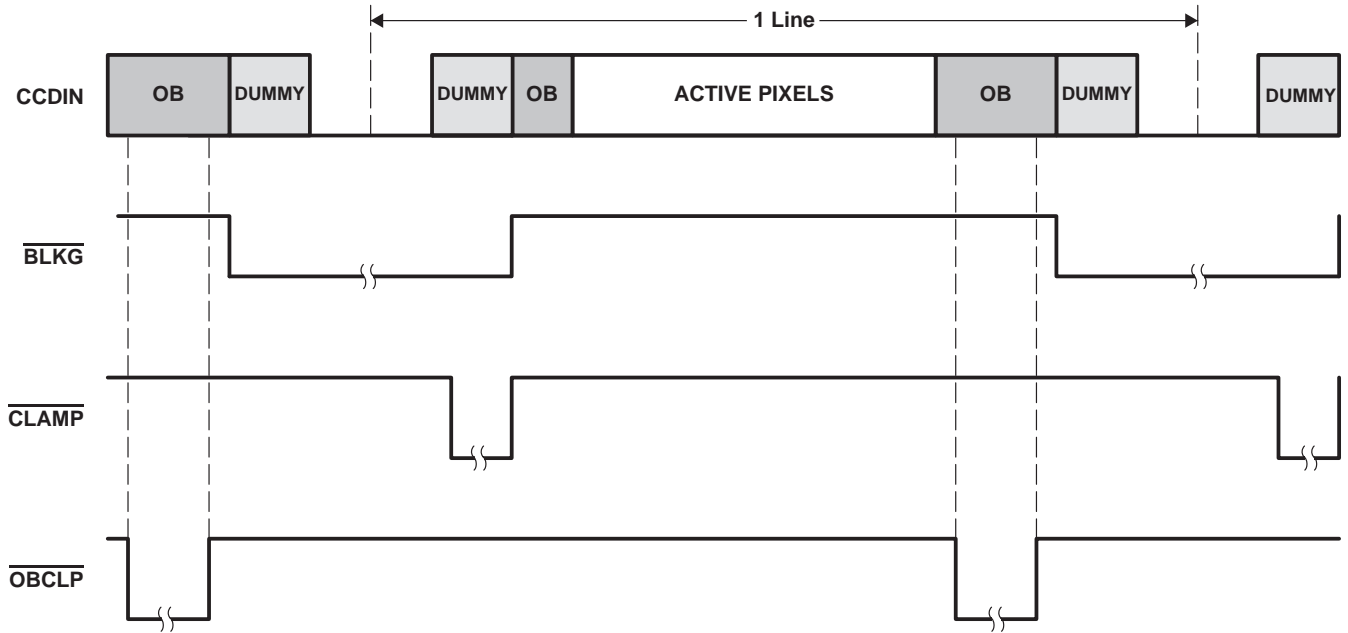 1 Line
CCDIN OB DUMMY DUMMY OB ACTIVE PIXELS OB DUMMY DUMMY
BLKG
CLAMP
OBCLP